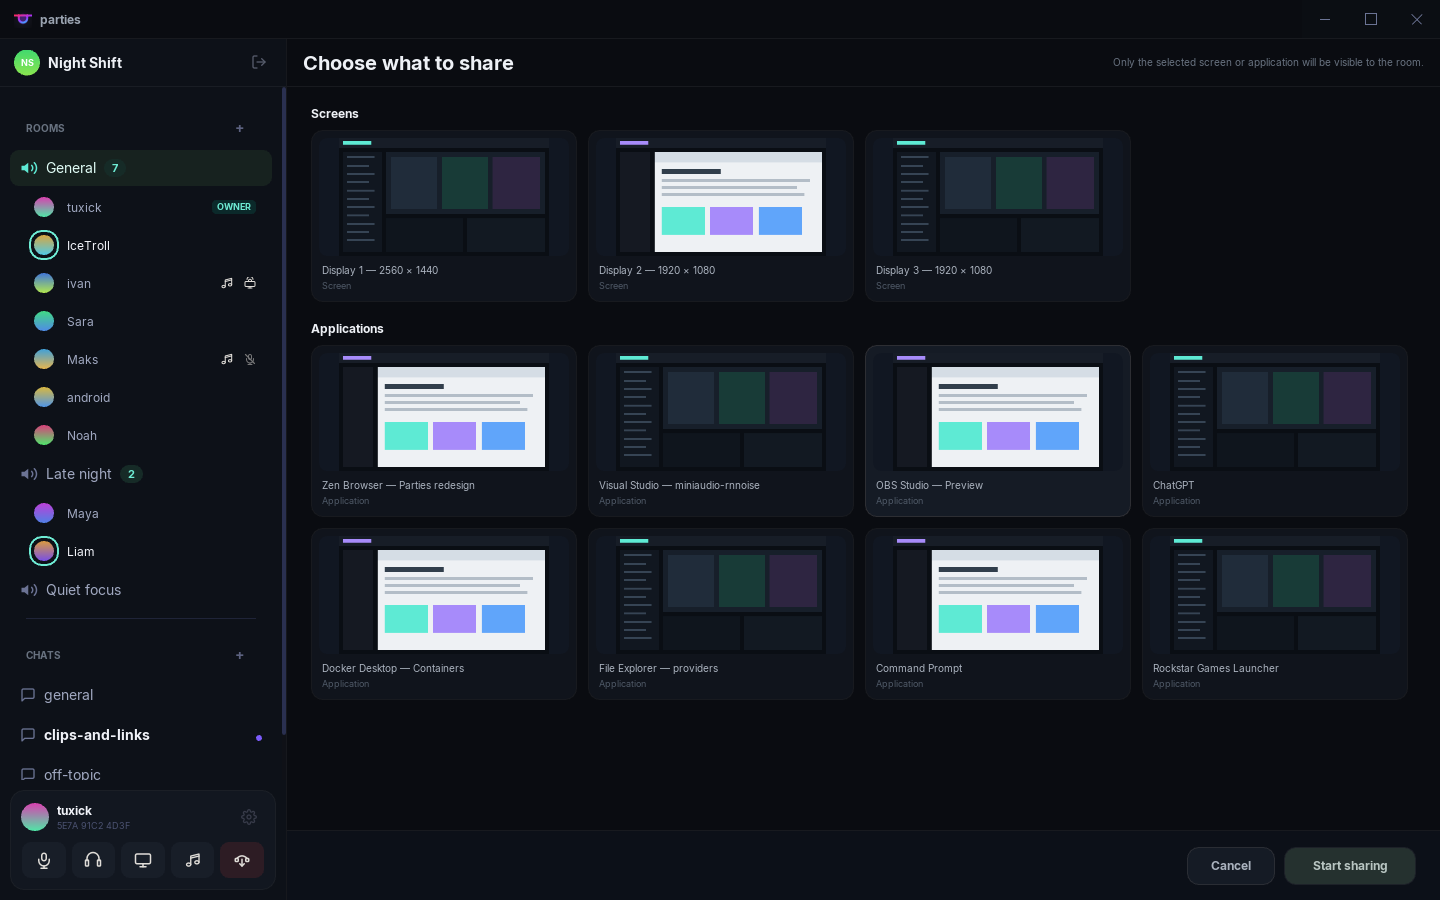 parties
NS Night Shift
ROOMS +
General 7
tuxick OWNER
IceTroll
ivan
Sara
Maks
android
Noah
Late night 2
Maya
Liam
Quiet focus
CHATS +
general
clips-and-links
off-topic
tuxick
5E7A 91C2 4D3F
Choose what to share
Only the selected screen or application will be visible to the room.
Screens
Display 1 — 2560 × 1440
Screen
Display 2 — 1920 × 1080
Screen
Display 3 — 1920 × 1080
Screen
Applications
Zen Browser — Parties redesign
Application
Visual Studio — miniaudio-rnnoise
Application
OBS Studio — Preview
Application
ChatGPT
Application
Docker Desktop — Containers
Application
File Explorer — providers
Application
Command Prompt
Application
Rockstar Games Launcher
Application
Cancel
Start sharing